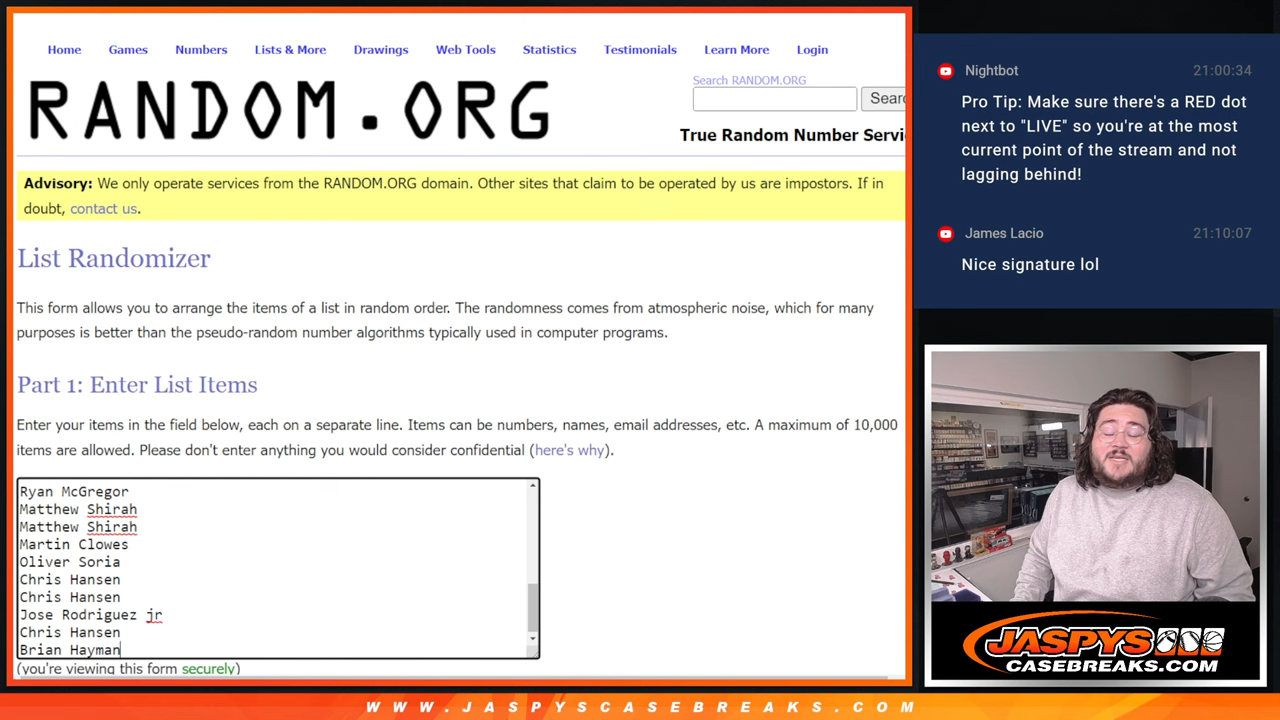 Home Games Numbers Lists & More Drawings Web Tools Statistics Testimonials Learn More Login
RANDOM.ORG
Search RANDOM.ORG
Sear
True Random Number Servi
Advisory: We only operate services from the RANDOM.ORG domain. Other sites that claim to be operated by us are impostors. If in
doubt, contact us.
List Randomizer
This form allows you to arrange the items of a list in random order. The randomness comes from atmospheric noise, which for many
purposes is better than the pseudo-random number algorithms typically used in computer programs.
Part 1: Enter List Items
Enter your items in the field below, each on a separate line. Items can be numbers, names, email addresses, etc. A maximum of 10,000
items are allowed. Please don't enter anything you would consider confidential (here's why).
Ryan McGregor
Matthew Shirah
Matthew Shirah
Martin Clowes
Oliver Soria
Chris Hansen
Chris Hansen
Jose Rodriguez jr
Chris Hansen
Brian Hayman
(you're viewing this form securely)
Nightbot 21:00:34
Pro Tip: Make sure there's a RED dot
next to "LIVE" so you're at the most
current point of the stream and not
lagging behind!
James Lacio 21:10:07
Nice signature lol
JASPYS
CASEBREAKS.COM
WWW.JASPYSCASEBREAKS.COM